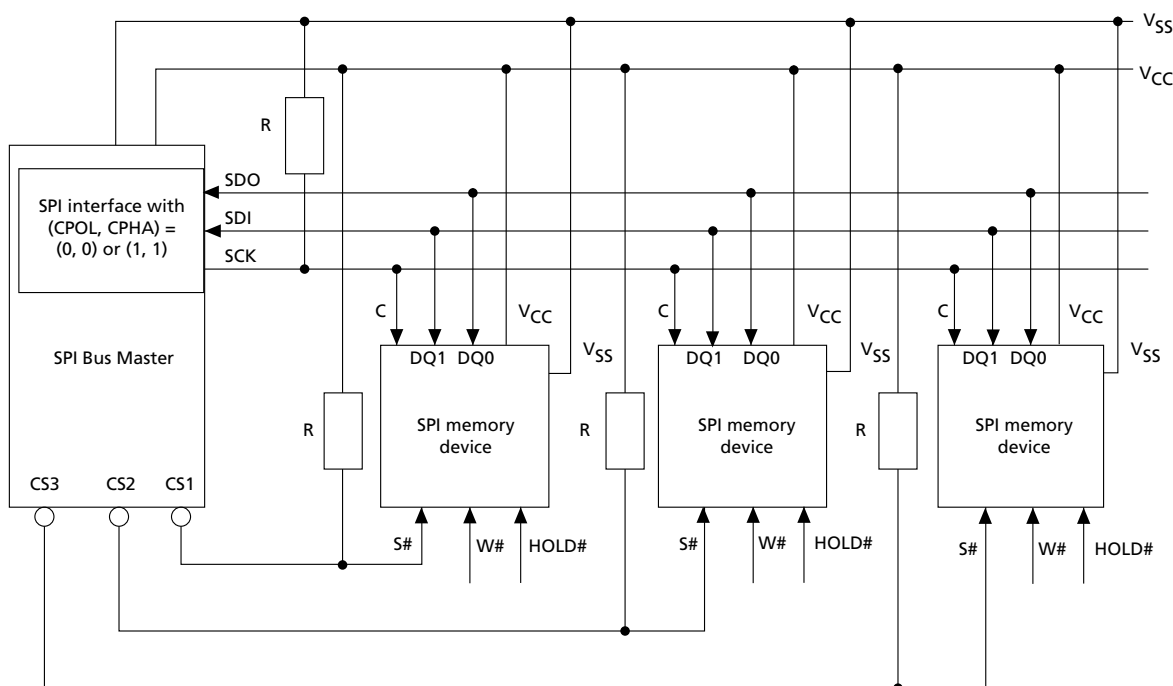 VSS
VCC
R
SDO
SPI interface with
(CPOL, CPHA) =
(0, 0) or (1, 1)
SDI
SCK
SPI Bus Master
C
DQ1 DQ0
VCC
VSS
C
DQ1 DQ0
VCC
VSS
C
DQ1 DQ0
VCC
VSS
R
SPI memory
device
R
SPI memory
device
R
SPI memory
device
CS3 CS2 CS1
S# W# HOLD#
S# W# HOLD#
S# W# HOLD#